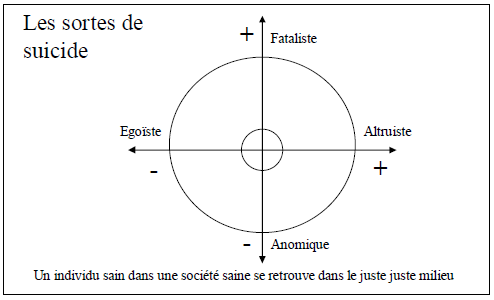 Les sortes de
suicide
+
Fataliste
Egoïste
Altruiste
-
+
-
Anomique
Un individu sain dans une société saine se retrouve dans le juste juste milieu